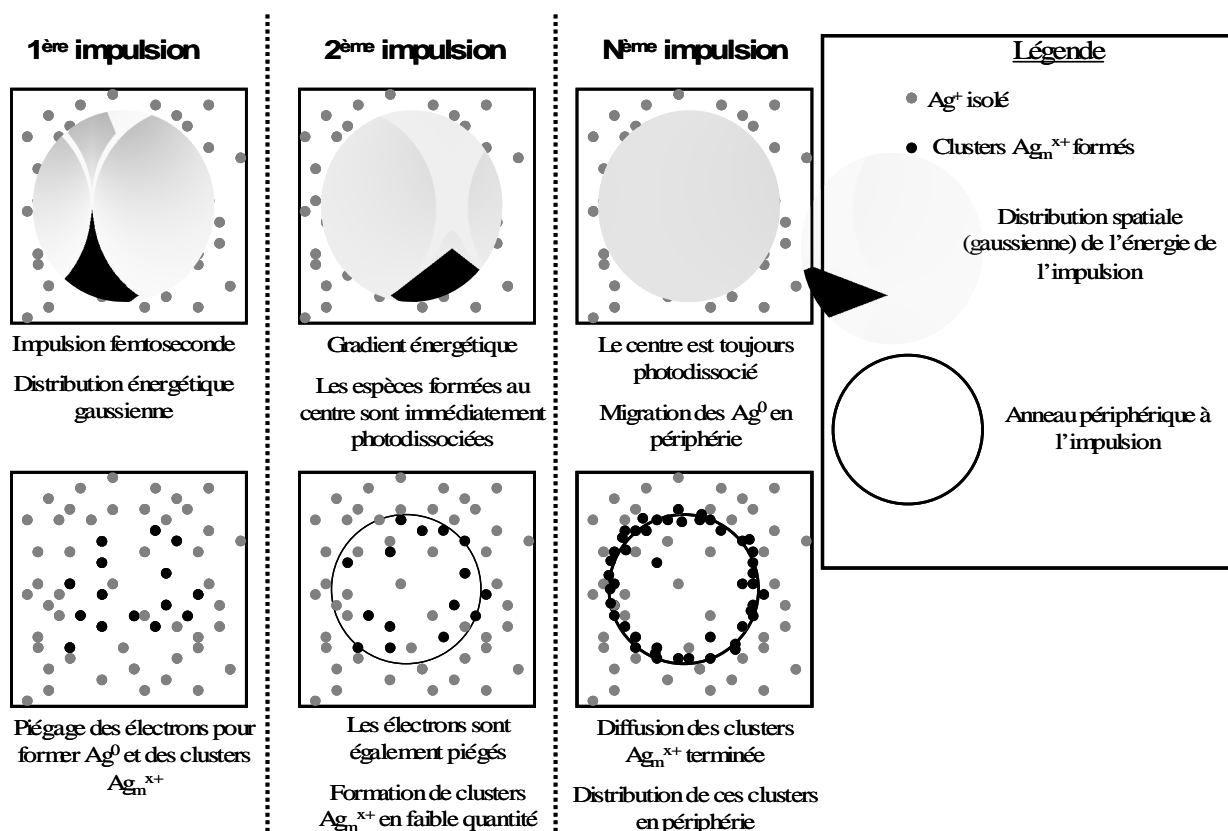 1ère impulsion
2ème impulsion
Nème impulsion
Légende
Ag+ isolé
Clusters Agmx+ formés
Distribution spatiale
(gaussienne) de l'énergie de
l'impulsion
Anneau périphérique à
l'impulsion
Impulsion femtoseconde
Distribution énergétique
gaussienne
Gradient énergétique
Les espèces formées au
centre sont immédiatement
photodissociées
Le centre est toujours
photodissocié
Migration des Ag0 en
périphérie
Piégage des électrons pour
former Ag0 et des clusters
Agmx+
Les électrons sont
également piégés
Formation de clusters
Agmx+ en faible quantité
Diffusion des clusters
Agmx+ terminée
Distribution de ces clusters
en périphérie